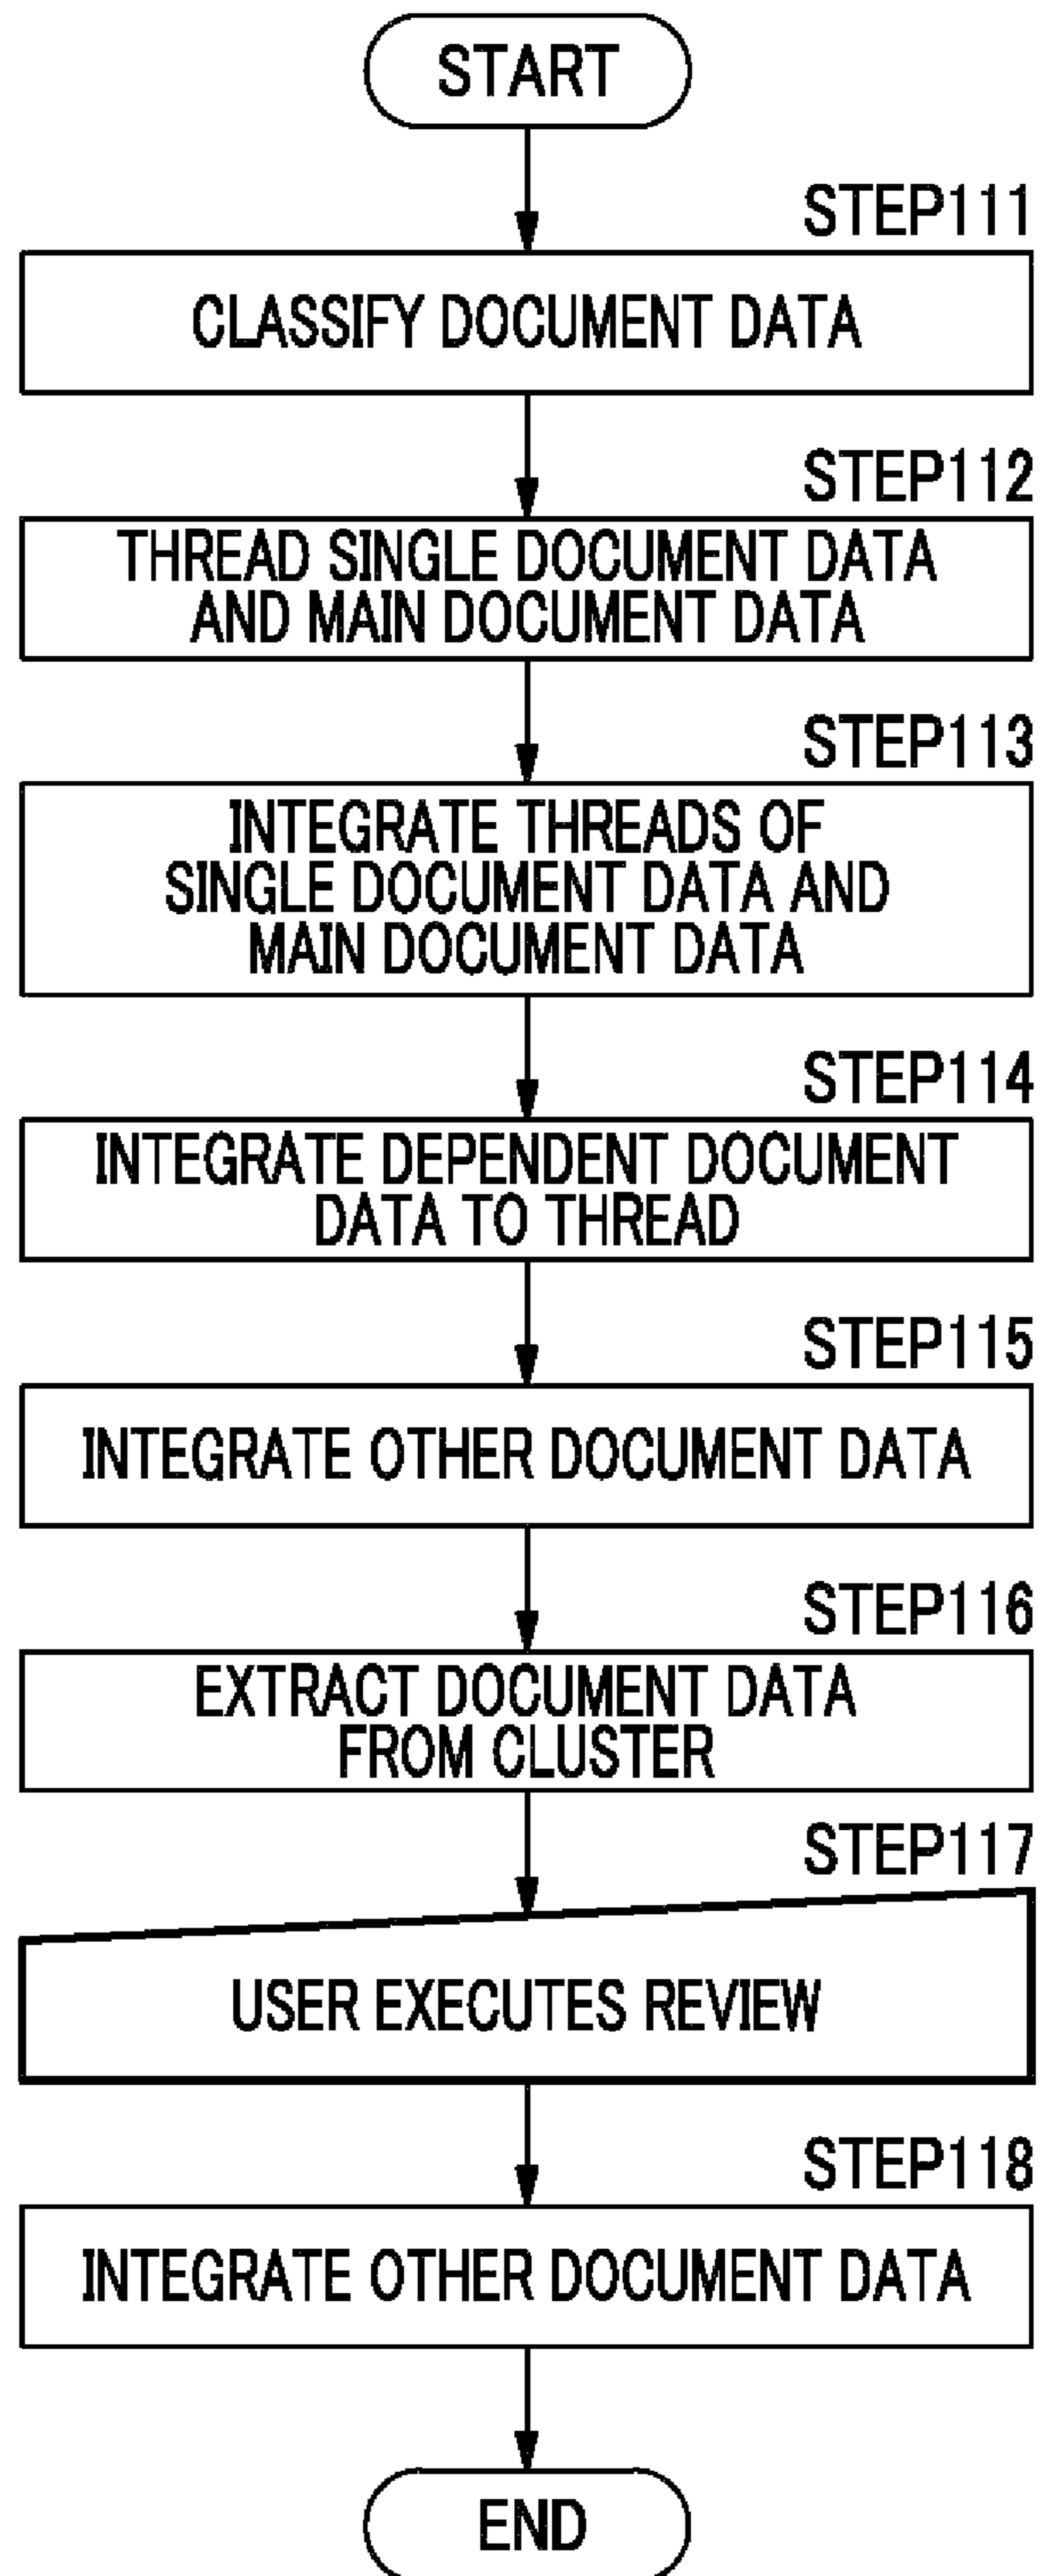 START
STEP111
CLASSIFY DOCUMENT DATA
STEP112
THREAD SINGLE DOCUMENT DATA
AND MAIN DOCUMENT DATA
STEP113
INTEGRATE THREADS OF
SINGLE DOCUMENT DATA AND
MAIN DOCUMENT DATA
STEP114
INTEGRATE DEPENDENT DOCUMENT
DATA TO THREAD
STEP115
INTEGRATE OTHER DOCUMENT DATA
STEP116
EXTRACT DOCUMENT DATA
FROM CLUSTER
STEP117
USER EXECUTES REVIEW
STEP118
INTEGRATE OTHER DOCUMENT DATA
END